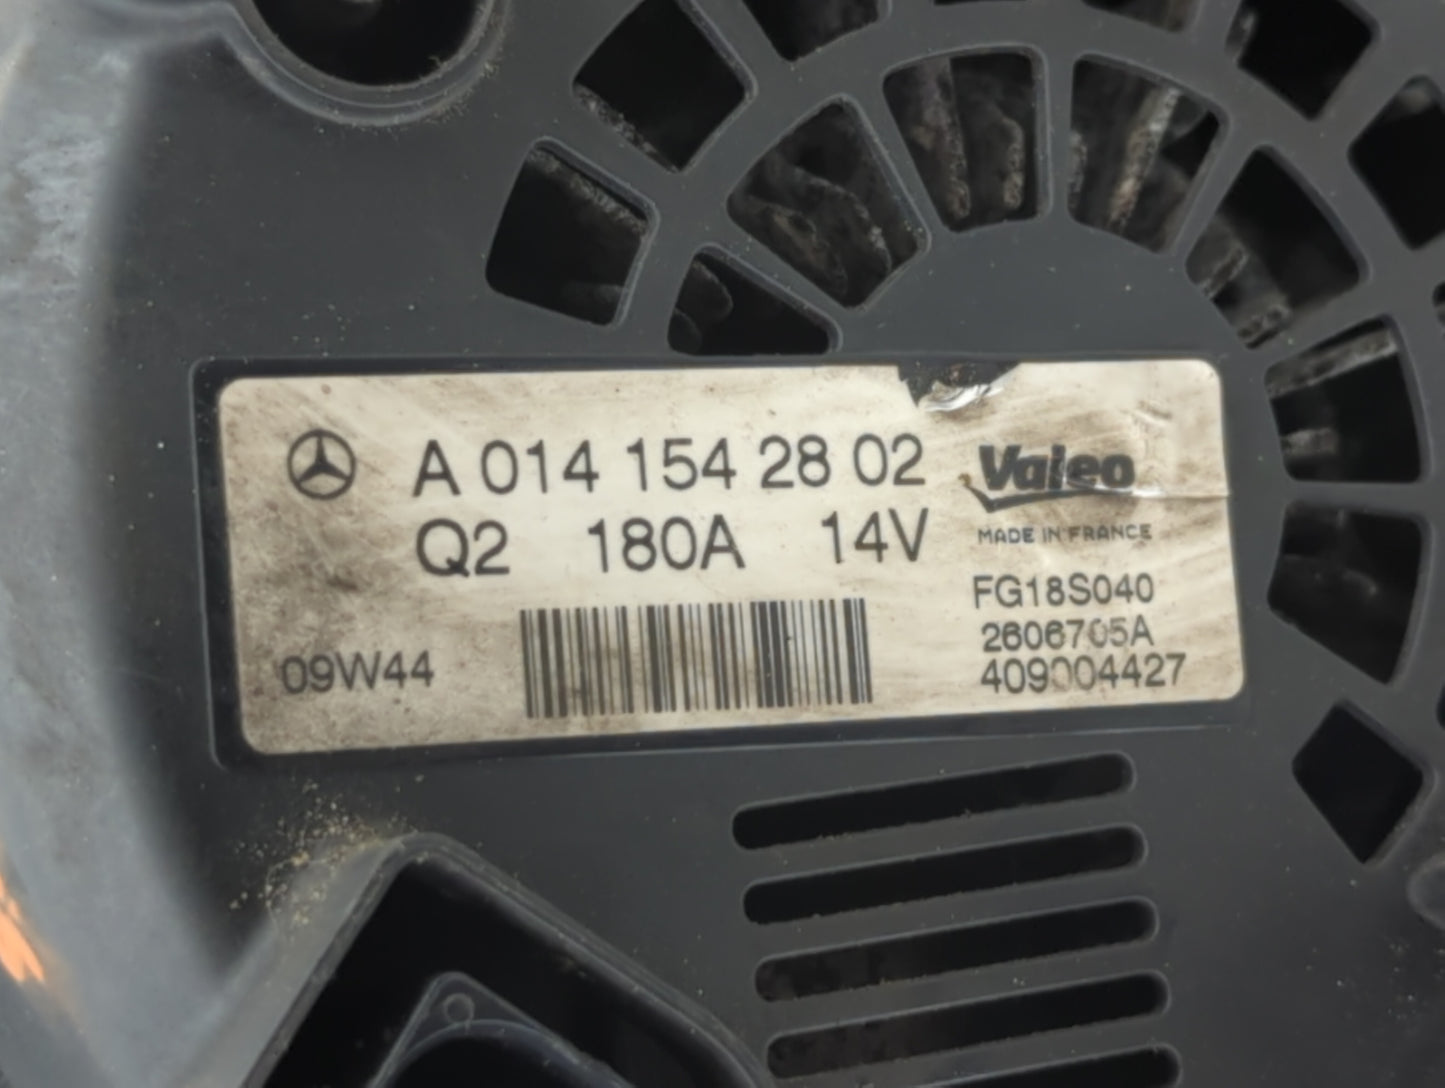 A 014 154 28 02
Q2 180A 14V
09W44
Valeo
MADE IN FRANCE
FG18S040
2606705A
409004427